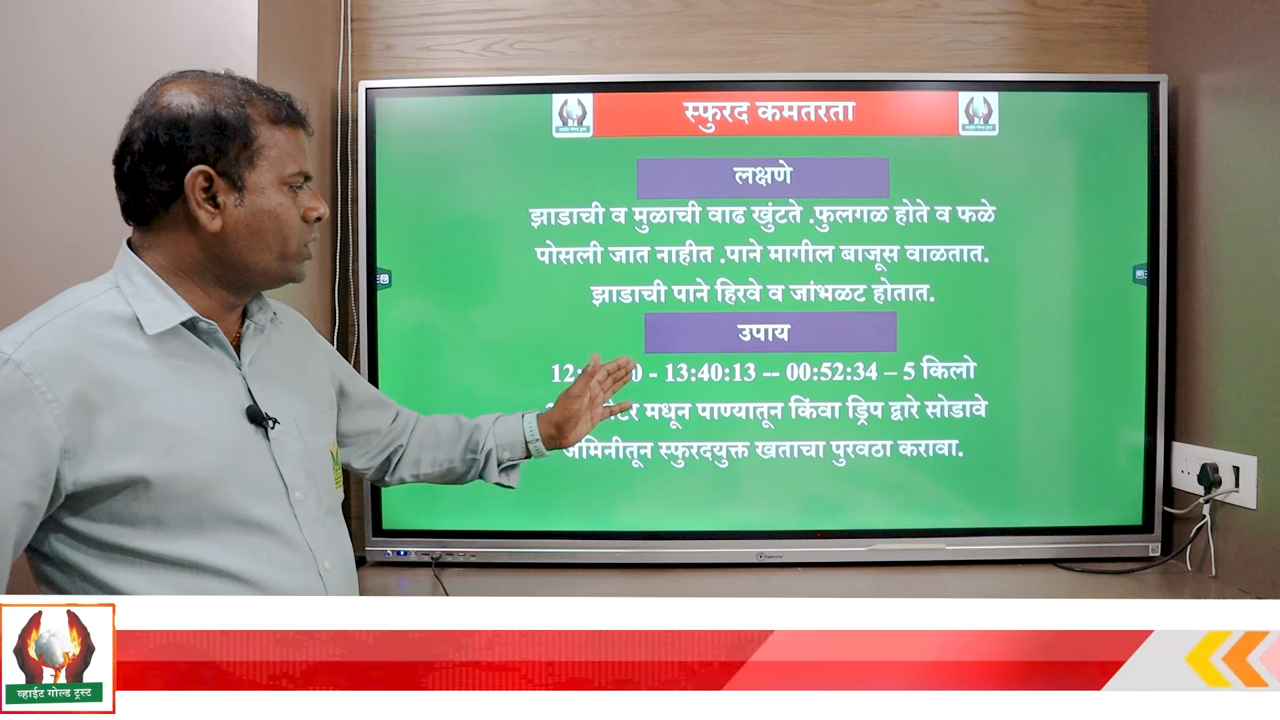 स्फुरद कमतरता
लक्षणे
झाडाची व मुळाची वाढ खुंटते .फुलगळ होते व फळे
पोसली जात नाहीत .पाने मागील बाजूस वाळतात.
झाडाची पाने हिरवे व जांभळट होतात.
उपाय
- 13:40:13 -- 00:52:34 – 5 किलो
मधून पाण्यातून किंवा ड्रिप द्वारे सोडावे
जमिनीतून स्फुरदयुक्त खताचा पुरवठा करावा.
व्हाईट गोल्ड ट्रस्ट